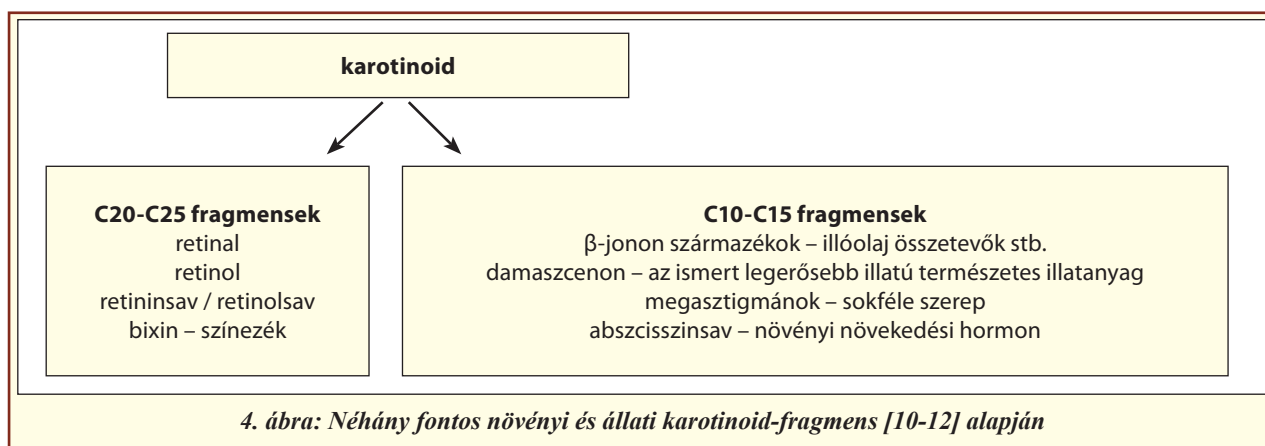 karotinoid
C20-C25 fragmensek
retinal
retinol
retininsav / retinolsav
bixin – színezék
C10-C15 fragmensek
β-jonon származékok – illóolaj összetevők stb.
damaszcenon – az ismert legerősebb illatú természetes illatanyag
megasztigmánok – sokféle szerep
abszcisszinsav – növényi növekedési hormon
4. ábra: Néhány fontos növényi és állati karotinoid-fragmens [10-12] alapján